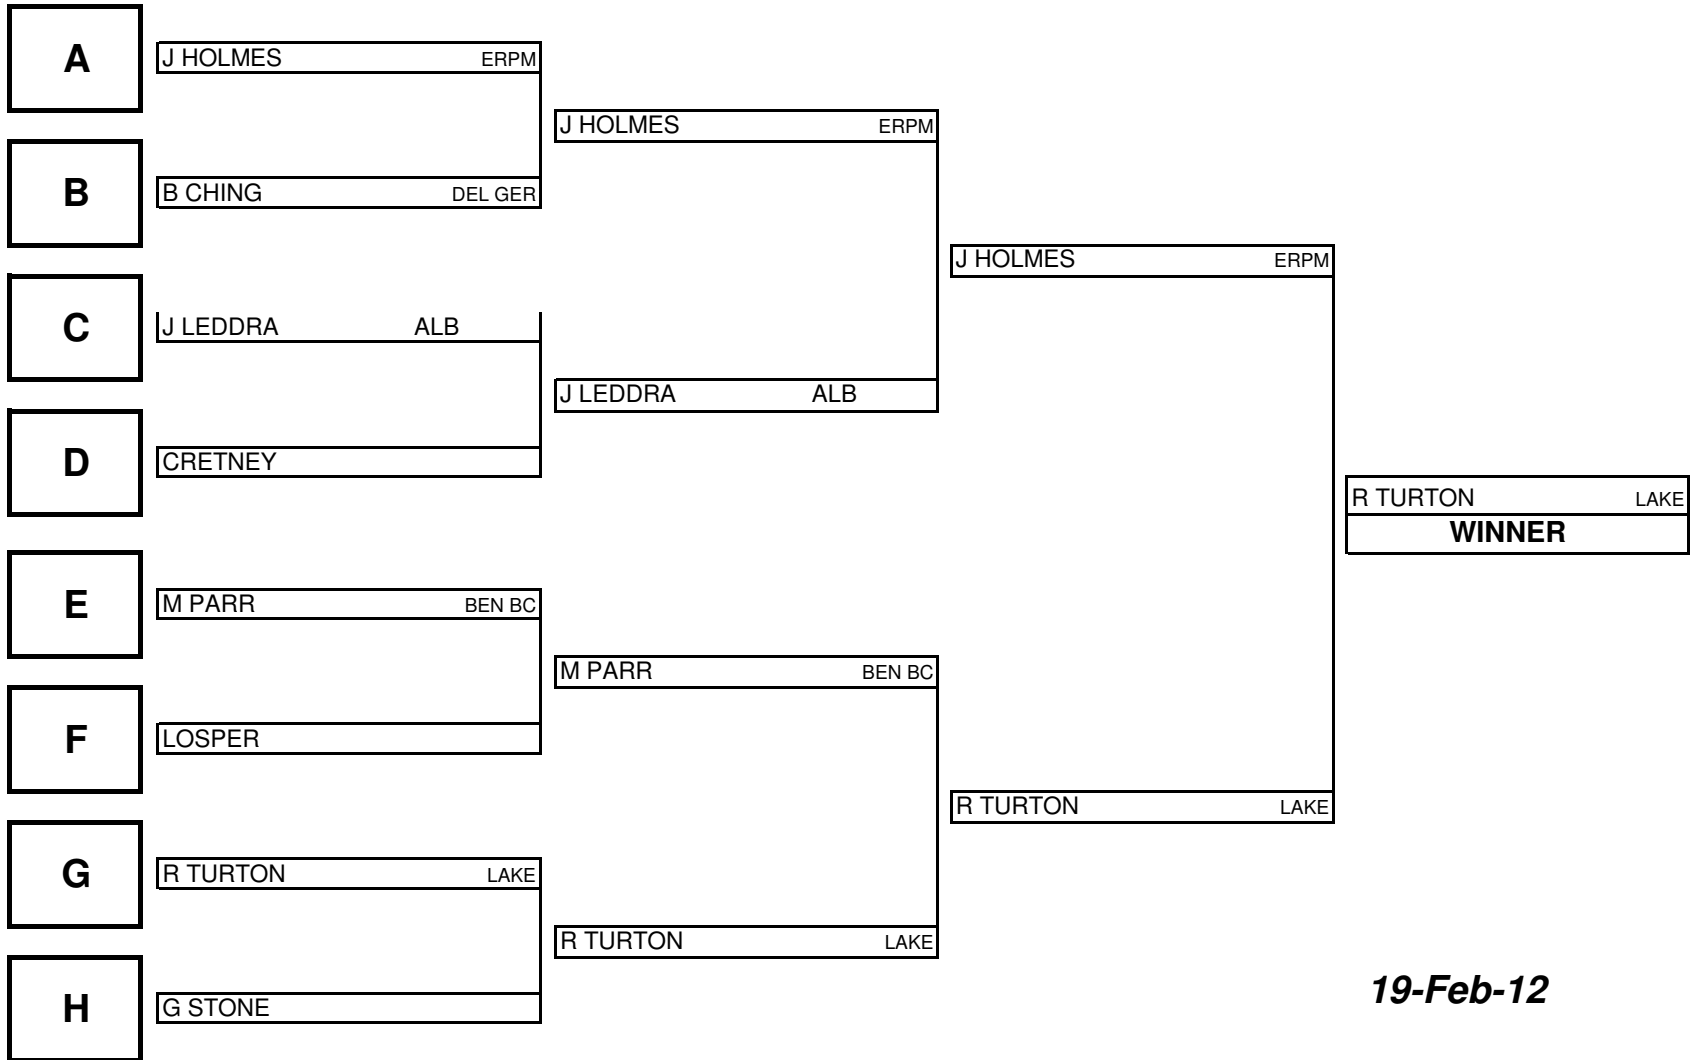 A
J HOLMES ERPM
J HOLMES ERPM
B
B CHING DEL GER
J HOLMES ERPM
C
J LEDDRA ALB
J LEDDRA ALB
D
CRETNEY
R TURTON LAKE
WINNER
E
M PARR BEN BC
M PARR BEN BC
F
LOSPER
R TURTON LAKE
G
R TURTON LAKE
R TURTON LAKE
H
G STONE
19-Feb-12